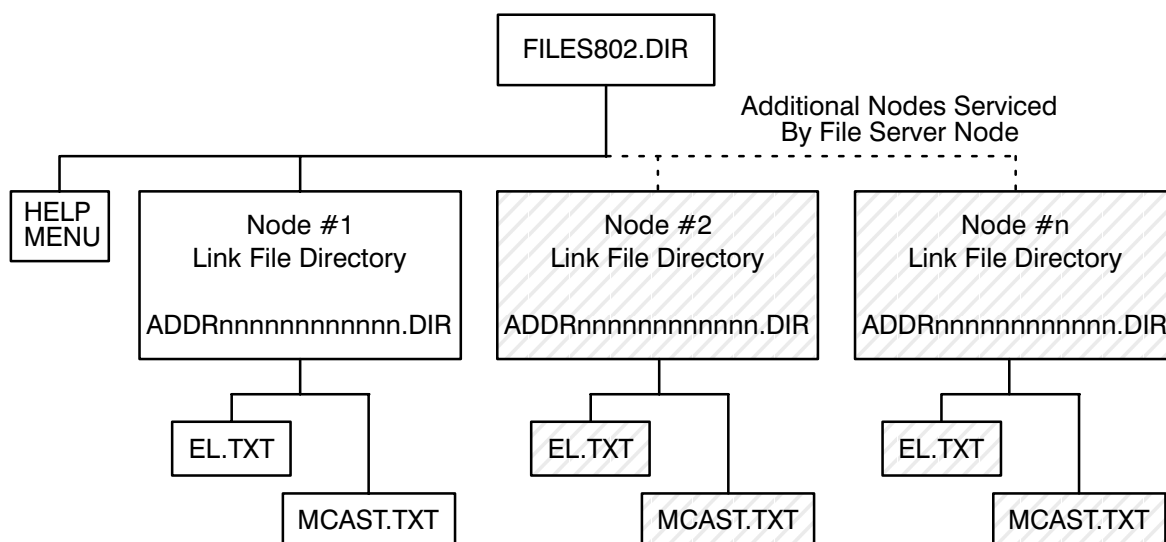 FILES802.DIR
Additional Nodes Serviced
By File Server Node
HELP
MENU
Node #1
Link File Directory
ADDRnnnnnnnnnnnn.DIR
Node #2
Link File Directory
ADDRnnnnnnnnnnnn.DIR
Node #n
Link File Directory
ADDRnnnnnnnnnnnn.DIR
EL.TXT
MCAST.TXT
EL.TXT
MCAST.TXT
EL.TXT
MCAST.TXT